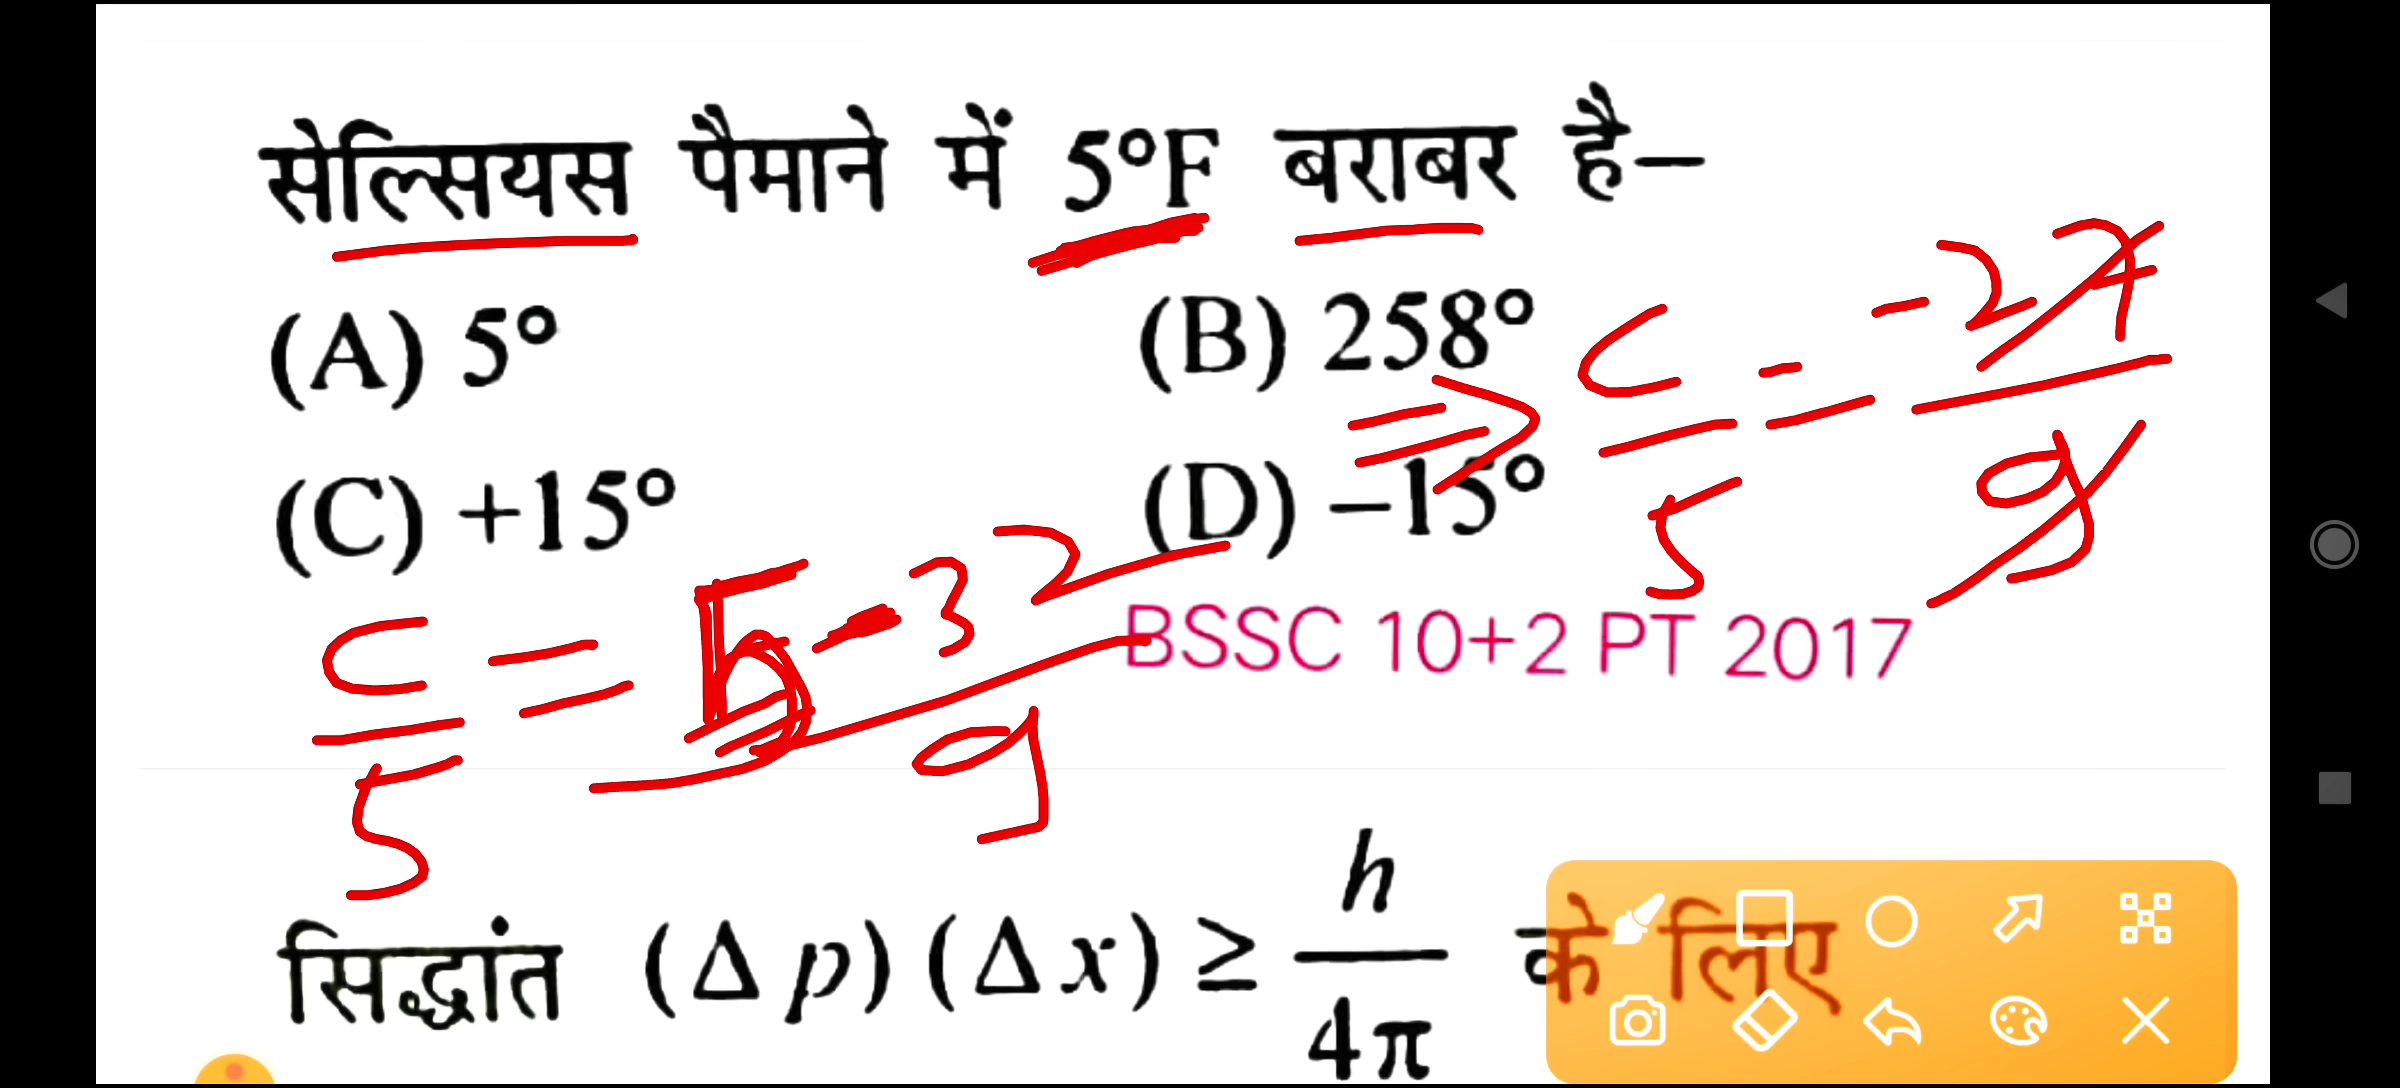 सेल्सियस पैमाने में 5°F बराबर है–
(A) 5° (B) 258°
(C) +15° (D) –15°
⇒ C/5 = -27/9
C/5 = 5-32/9
BSSC 10+2 PT 2017
सिद्धांत (Δp)(Δx) ≥ h/4π के लिए